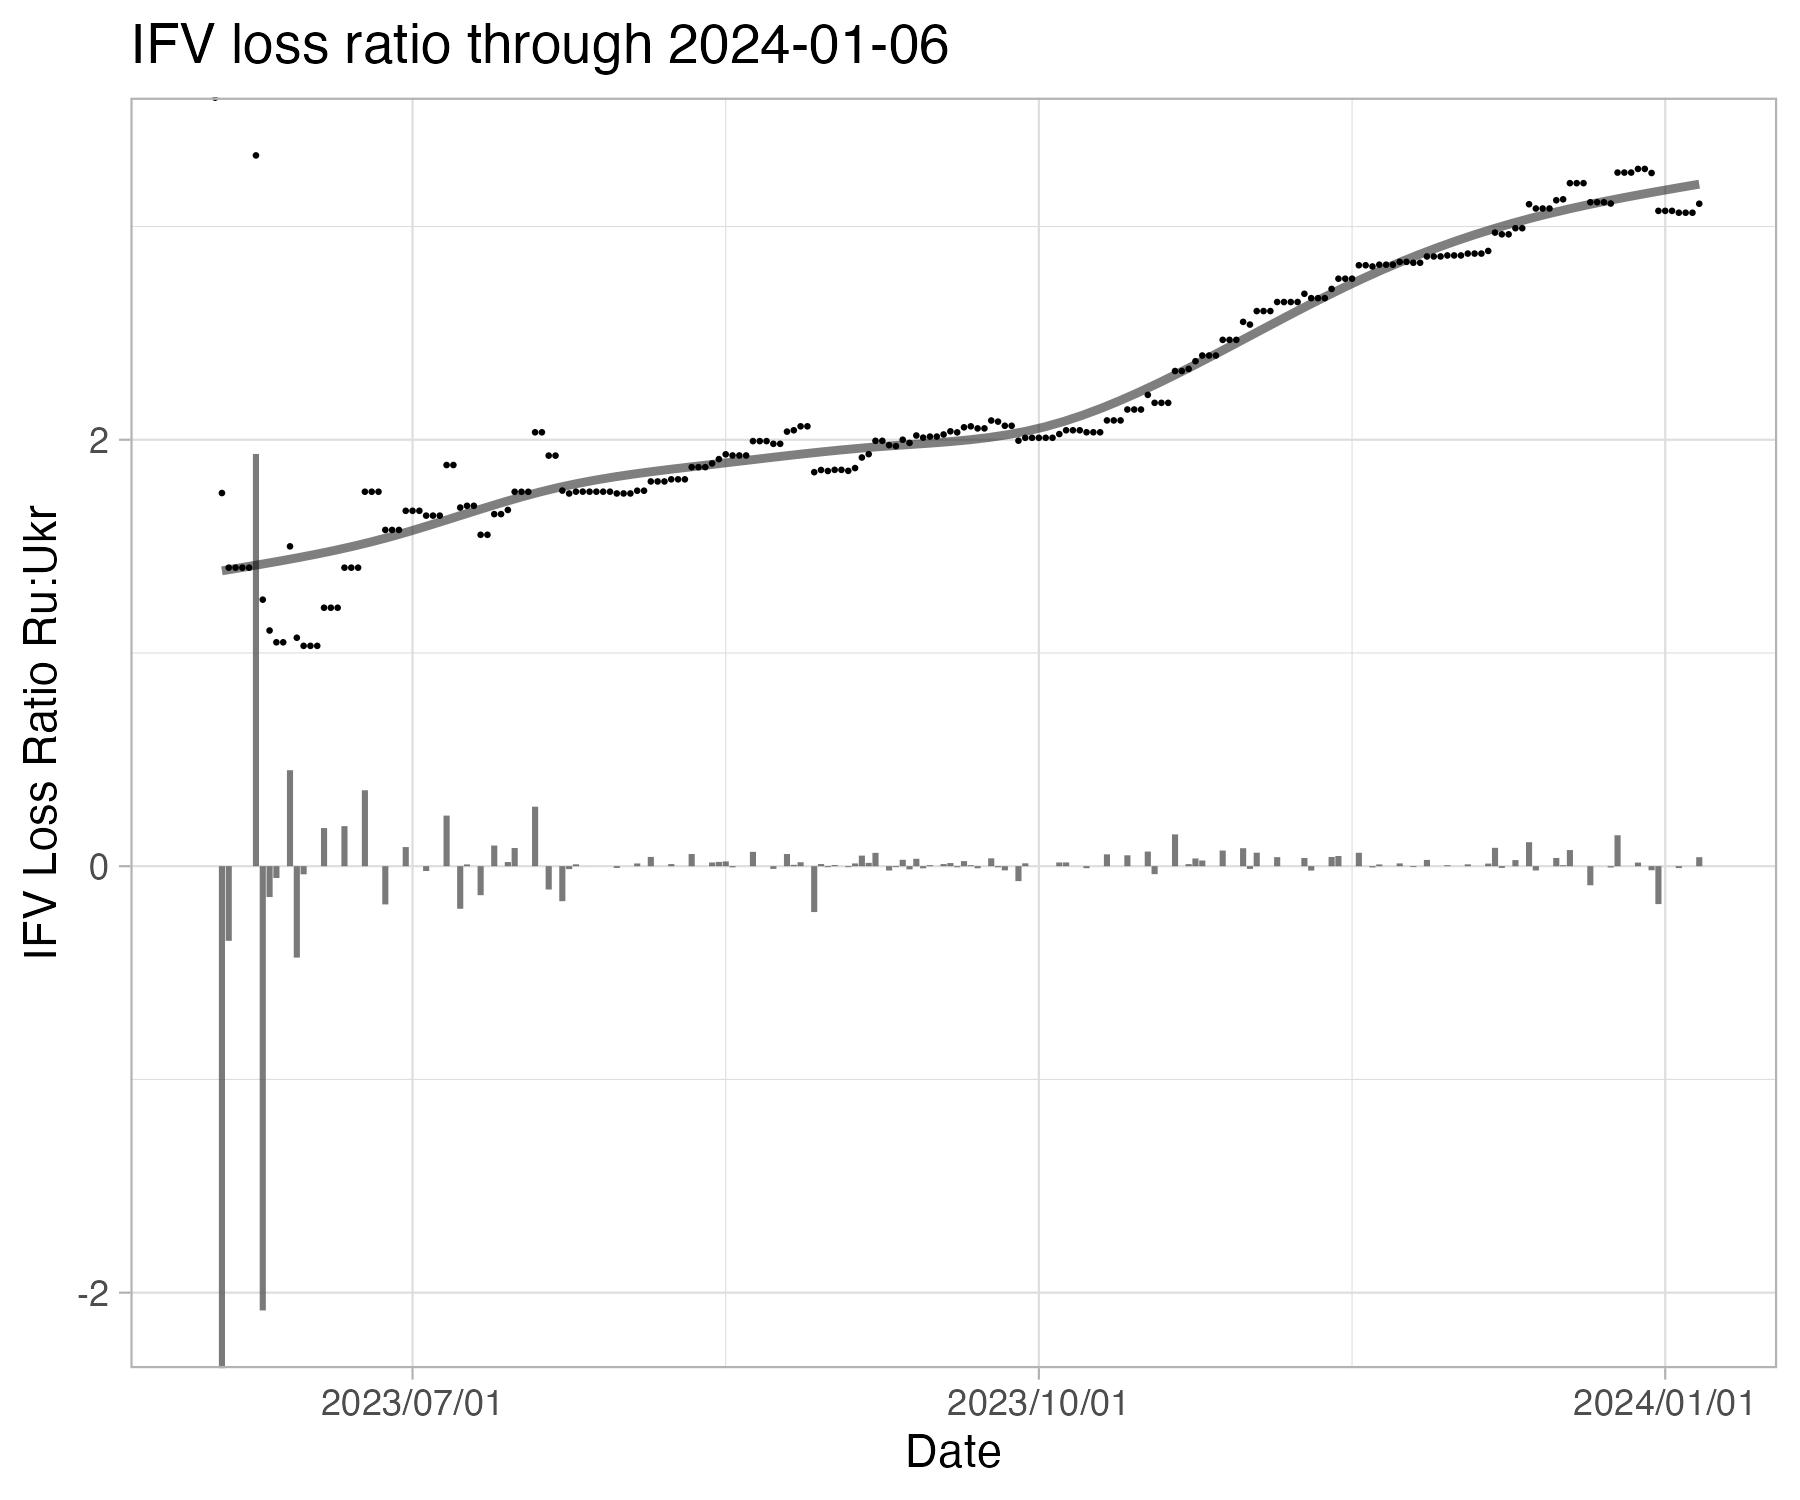 IFV loss ratio through 2024-01-06
IFV Loss Ratio Ru:Ukr
2
0
-2
2023/07/01
2023/10/01
2024/01/01
Date